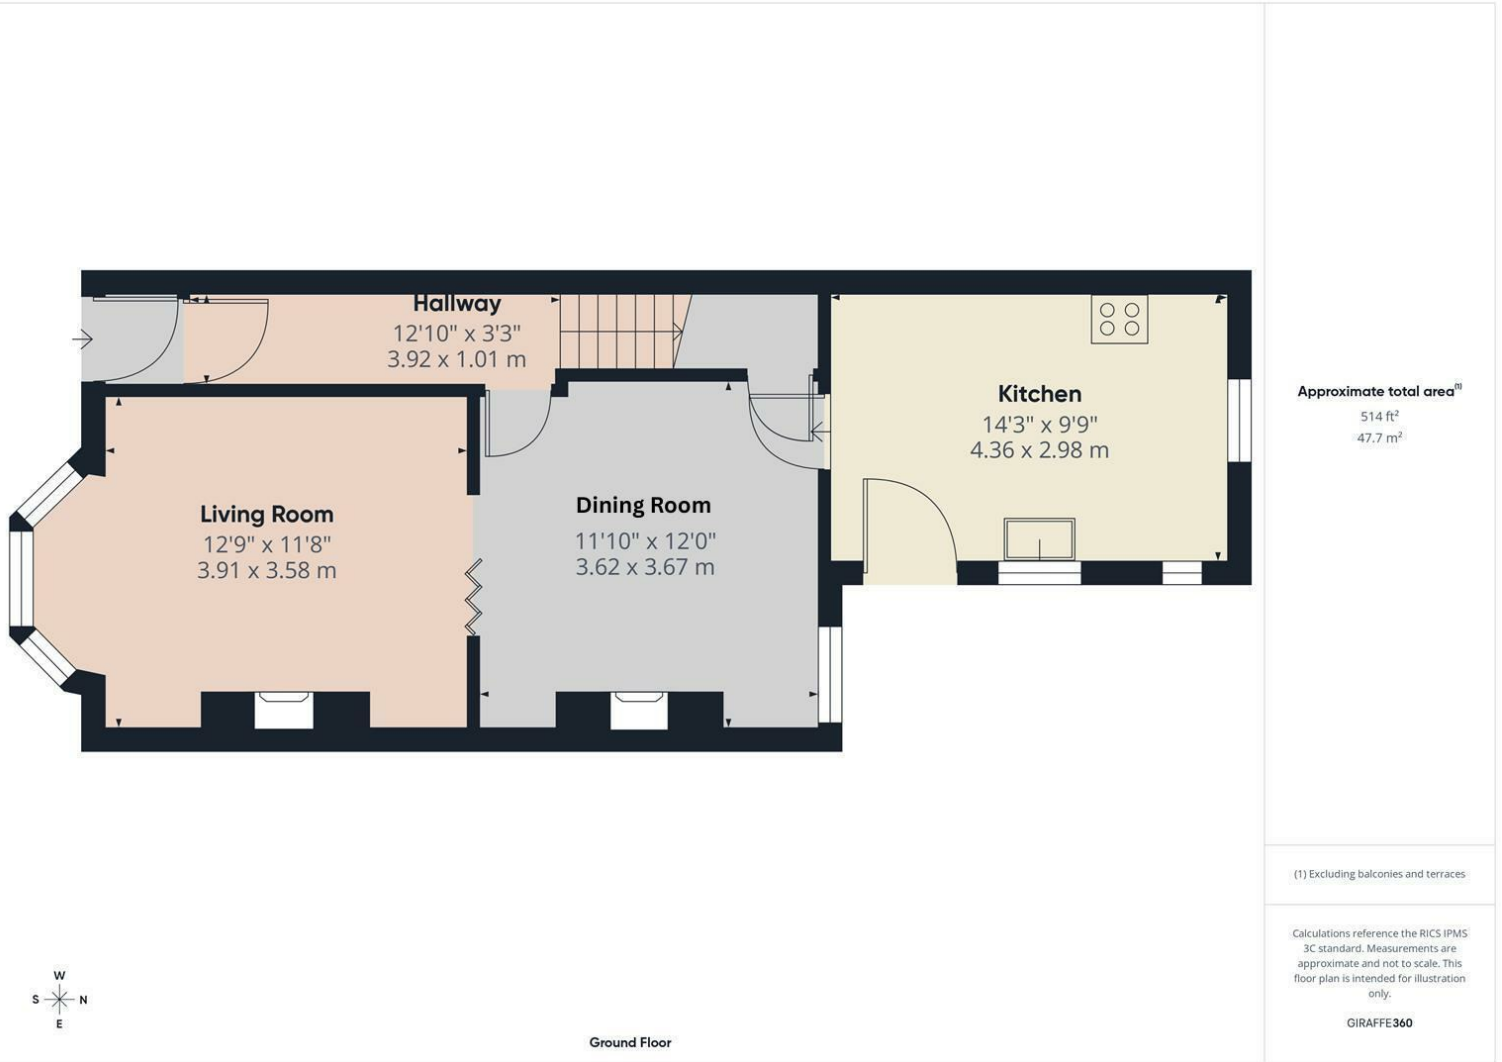 Hallway
12'10" x 3'3"
3.92 x 1.01 m
Kitchen
14'3" x 9'9"
4.36 x 2.98 m
Living Room
12'9" x 11'8"
3.91 x 3.58 m
Dining Room
11'10" x 12'0"
3.62 x 3.67 m
Approximate total area(1)
514 ft²
47.7 m²
(1) Excluding balconies and terraces
Calculations reference the RICS IPMS
3C standard. Measurements are
approximate and not to scale. This
floor plan is intended for illustration
only.
GIRAFFE360
W
S N
E
Ground Floor